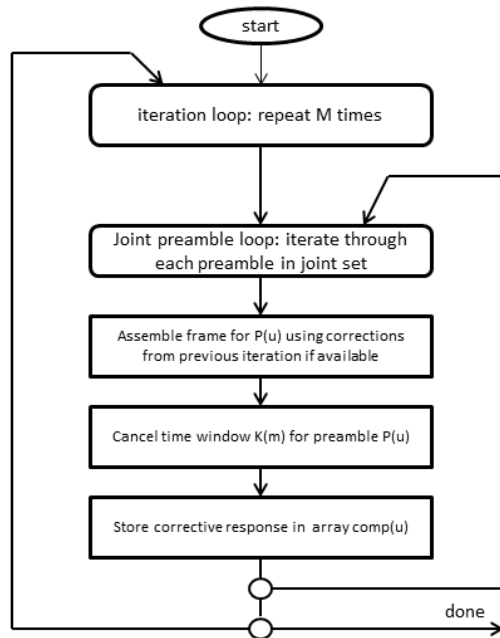 start
iteration loop: repeat M times
Joint preamble loop: iterate through
each preamble in joint set
Assemble frame for P(u) using corrections
from previous iteration if available
Cancel time window K(m) for preamble P(u)
Store corrective response in array comp(u)
done